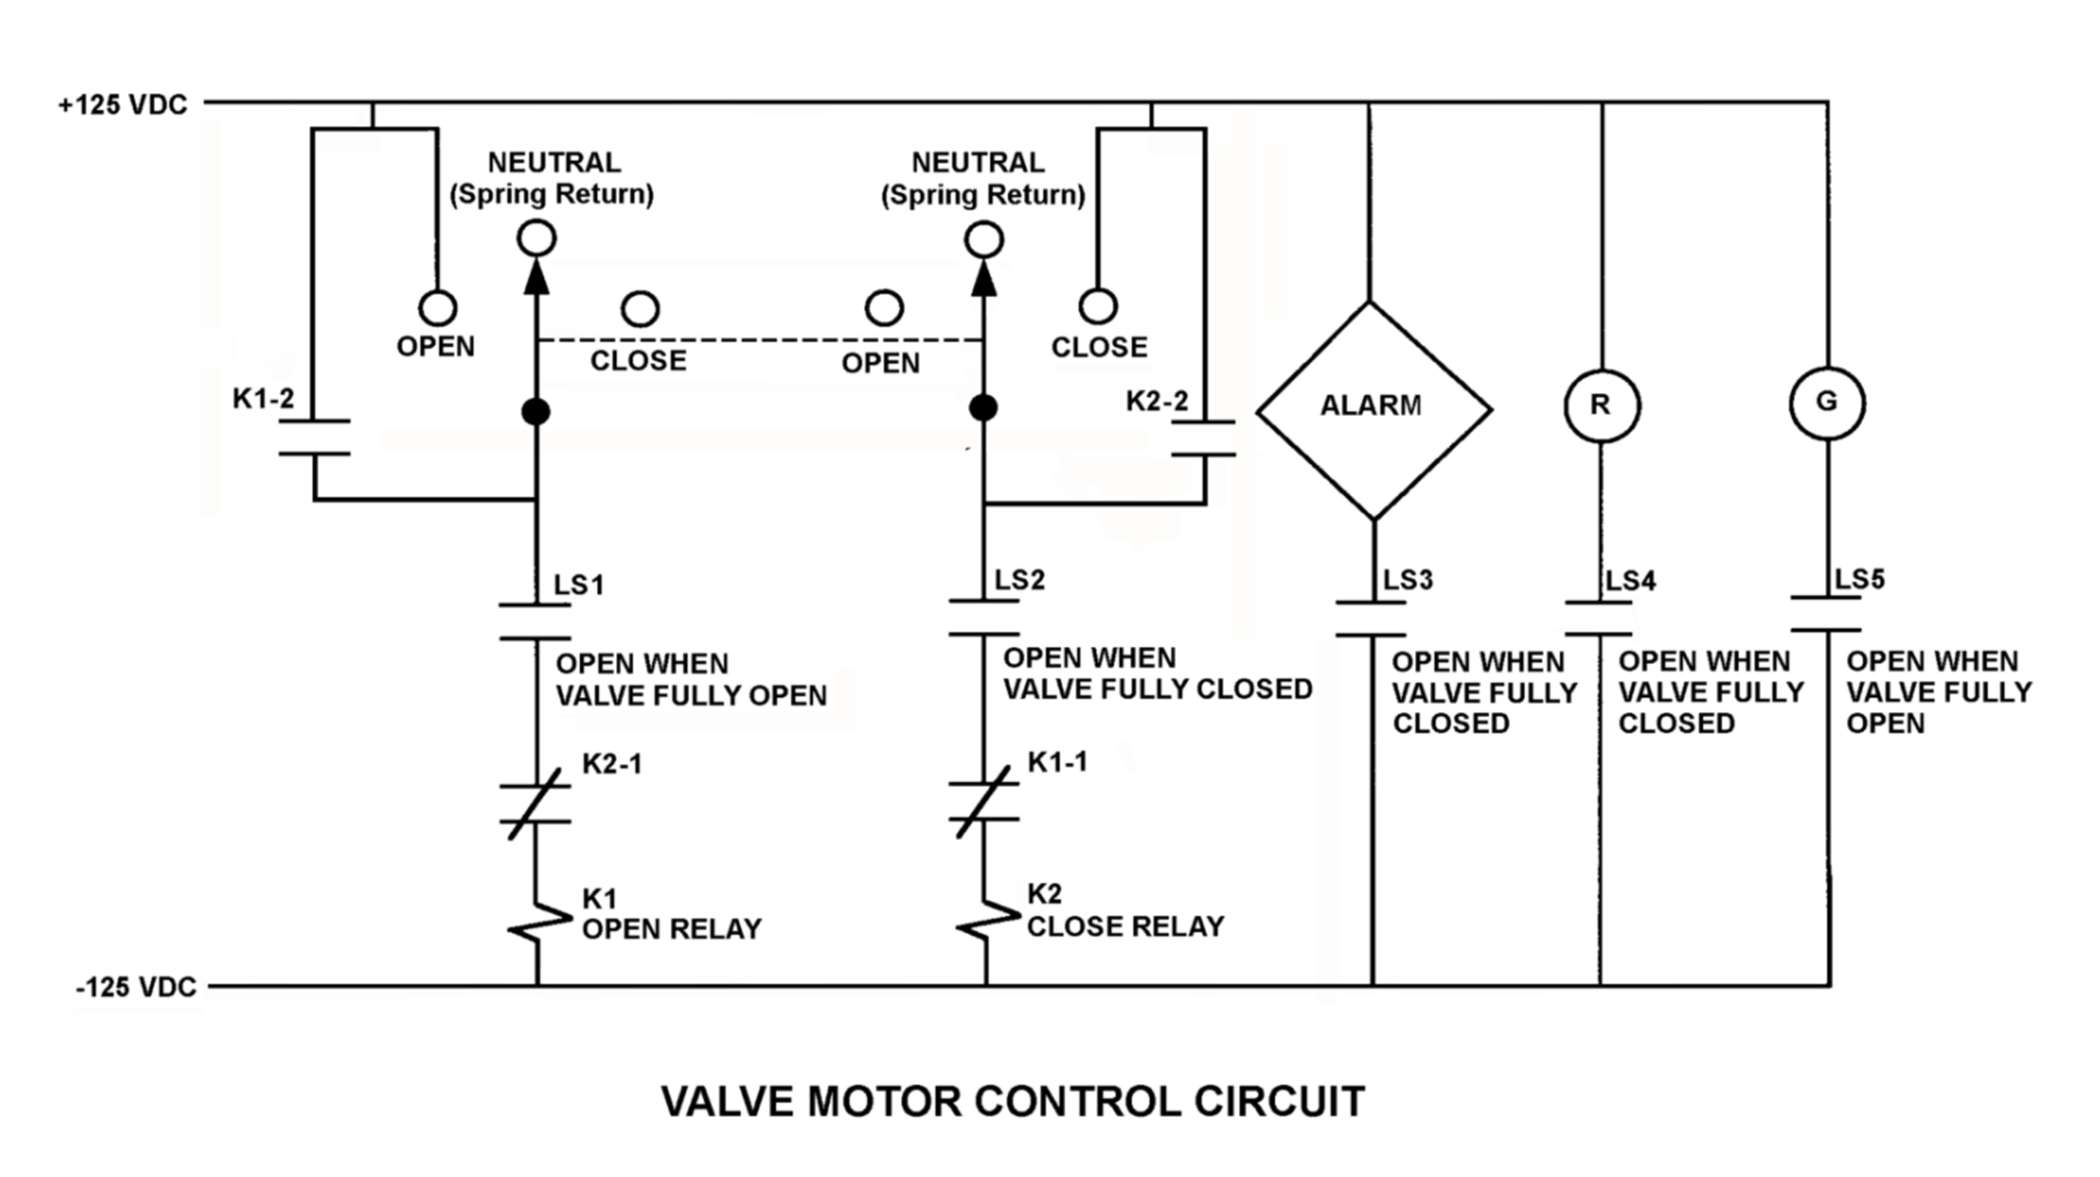 +125 VDC
NEUTRAL
(Spring Return)
NEUTRAL
(Spring Return)
OPEN
CLOSE
OPEN
CLOSE
K1-2
K2-2
ALARM
R
G
LS1
OPEN WHEN
VALVE FULLY OPEN
LS2
OPEN WHEN
VALVE FULLY CLOSED
LS3
OPEN WHEN
VALVE FULLY
CLOSED
LS4
OPEN WHEN
VALVE FULLY
CLOSED
LS5
OPEN WHEN
VALVE FULLY
OPEN
K2-1
K1-1
K1
OPEN RELAY
K2
CLOSE RELAY
-125 VDC
VALVE MOTOR CONTROL CIRCUIT